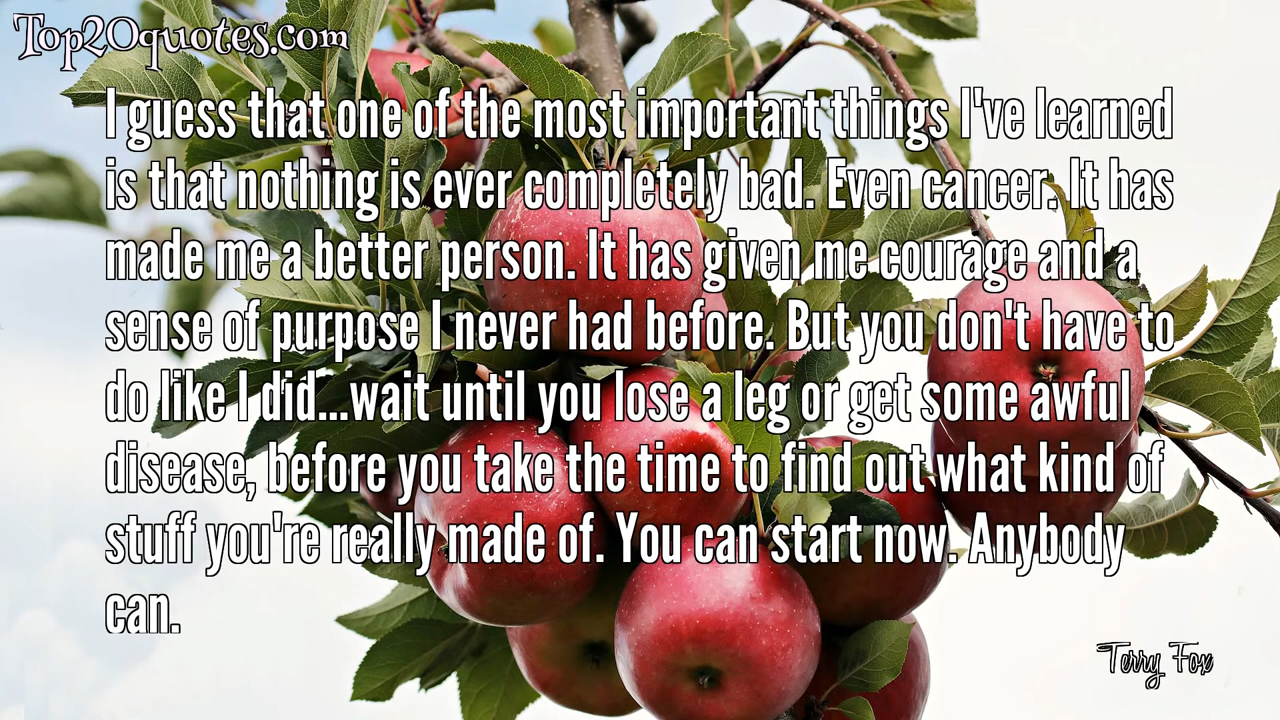 Top20quotes.com
I guess that one of the most important things I've learned
is that nothing is ever completely bad. Even cancer. It has
made me a better person. It has given me courage and a
sense of purpose I never had before. But you don't have to
do like I did...wait until you lose a leg or get some awful
disease, before you take the time to find out what kind of
stuff you're really made of. You can start now. Anybody
can.
Terry Fox